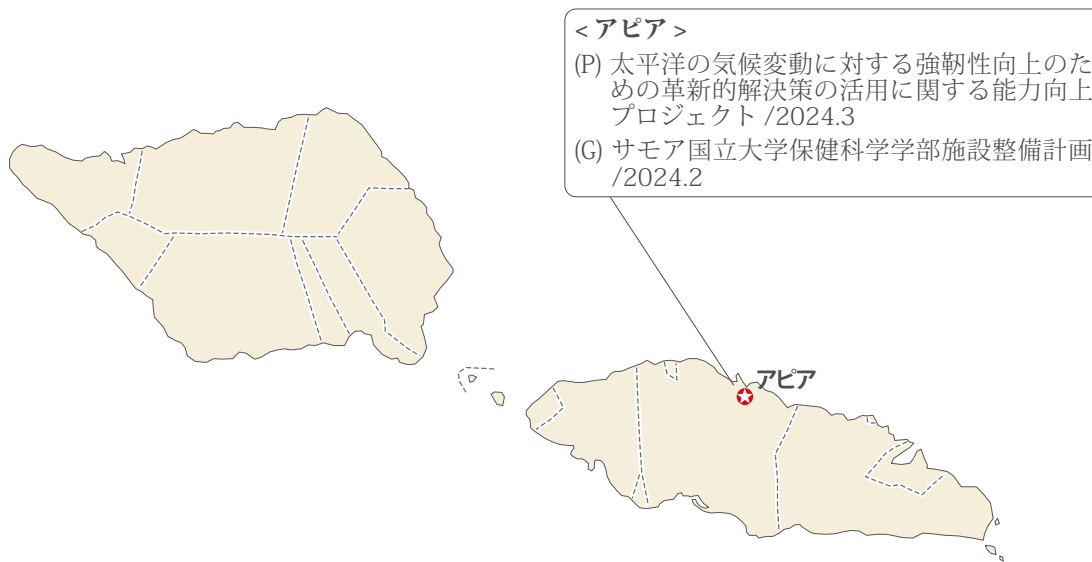 < アピア >
(P) 太平洋の気候変動に対する強靭性向上のた
めの革新的解決策の活用に関する能力向上
プロジェクト /2024.3
(G) サモア国立大学保健科学学部施設整備計画
/2024.2
アピア